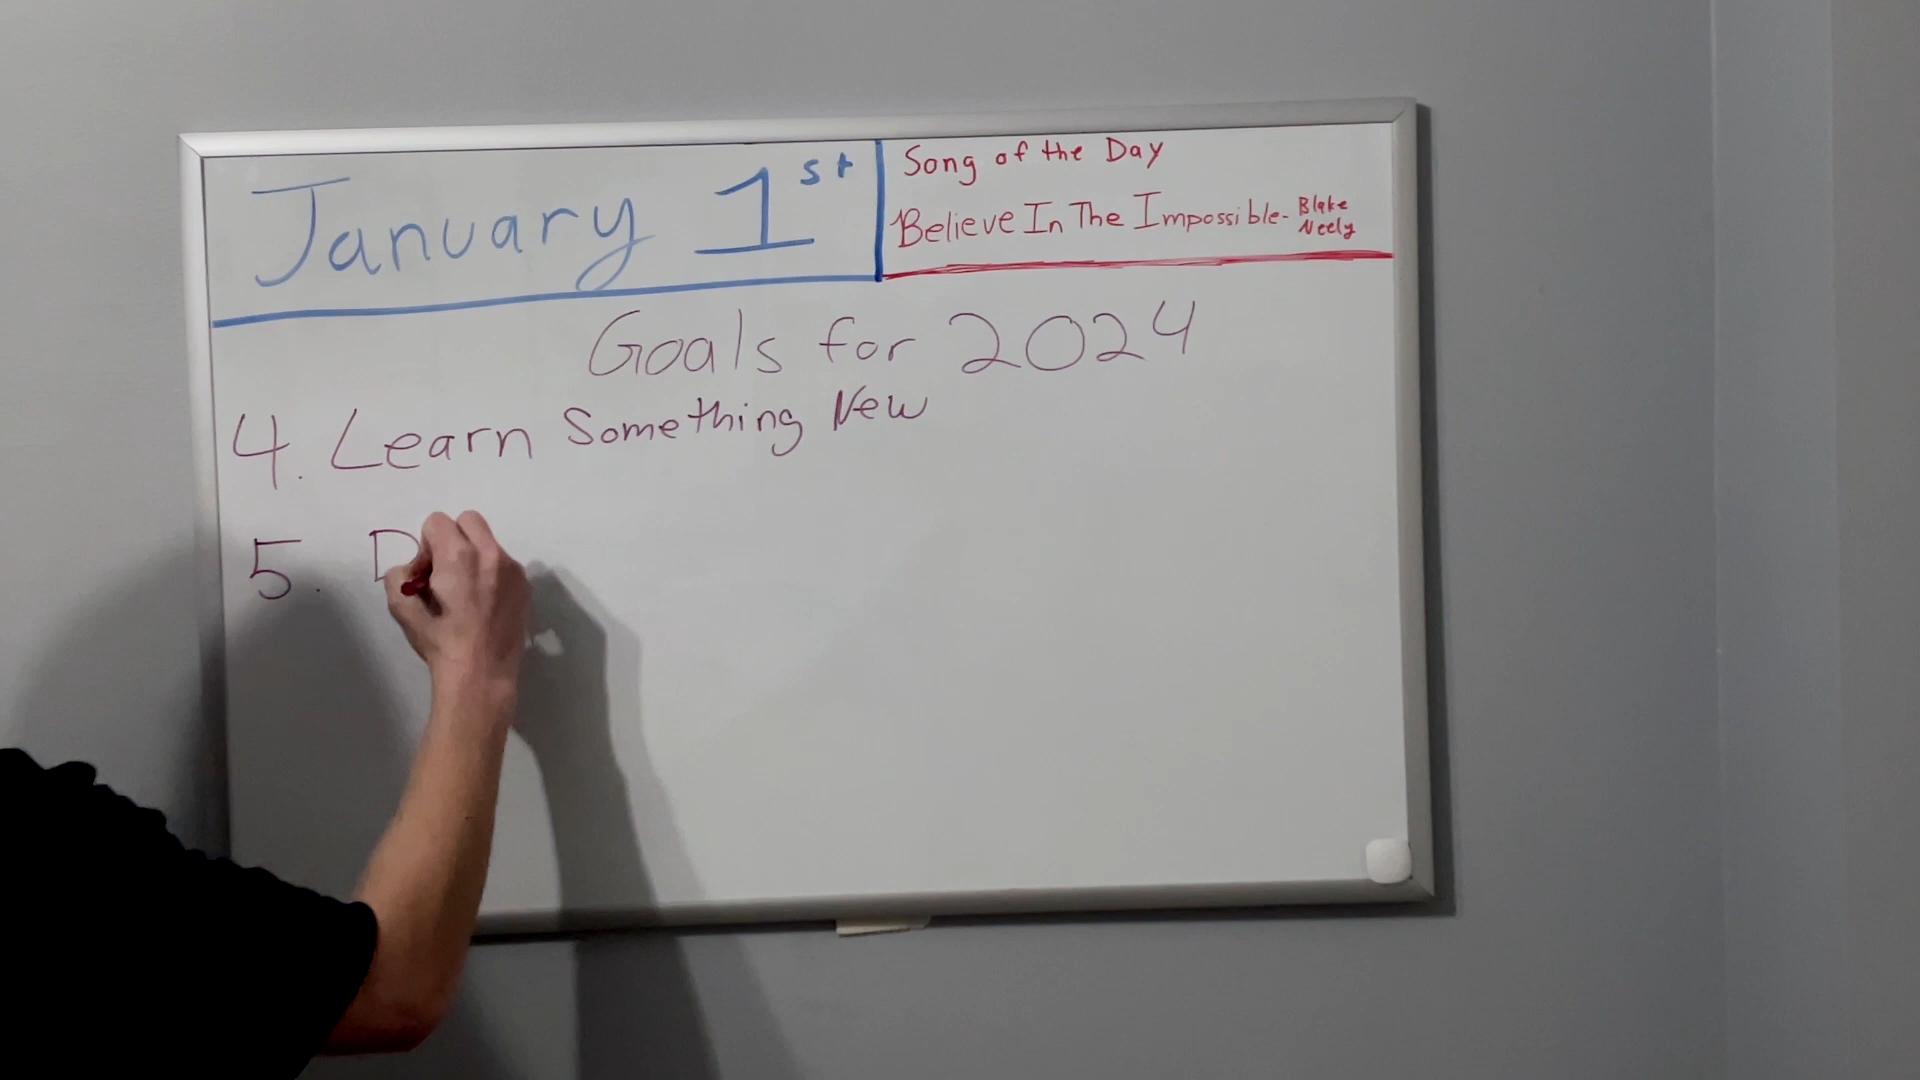 January 1st
Song of the Day
Believe In The Impossible- Blake Neely
Goals for 2024
4. Learn Something New
5.